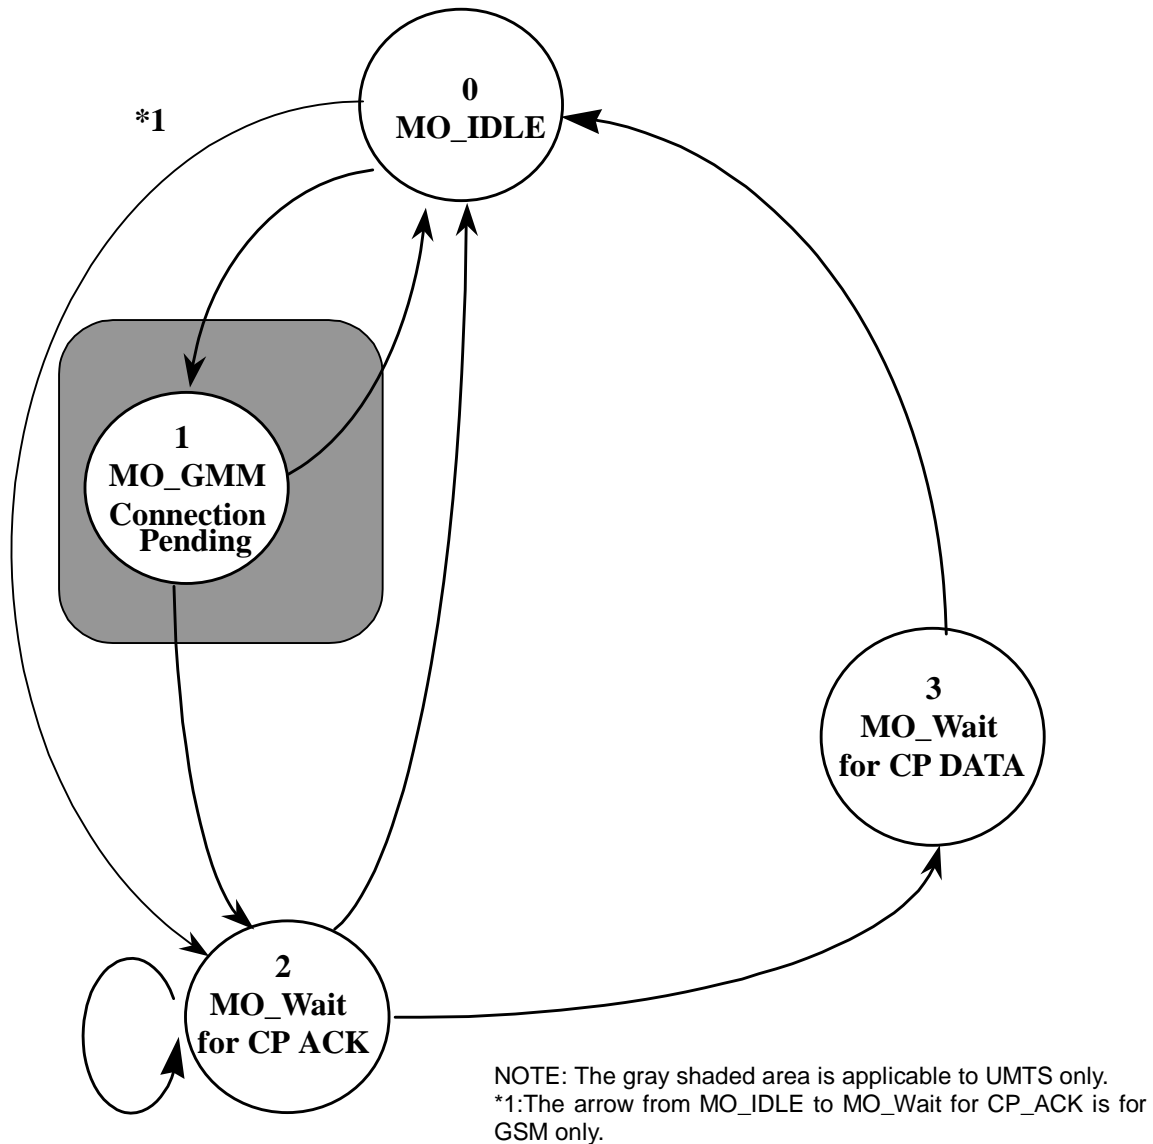 0
MO_IDLE
*1
1
MO_GMM
Connection
Pending
3
MO_Wait
for CP DATA
2
MO_Wait
for CP ACK
NOTE: The gray shaded area is applicable to UMTS only.
*1:The arrow from MO_IDLE to MO_Wait for CP_ACK is for
GSM only.